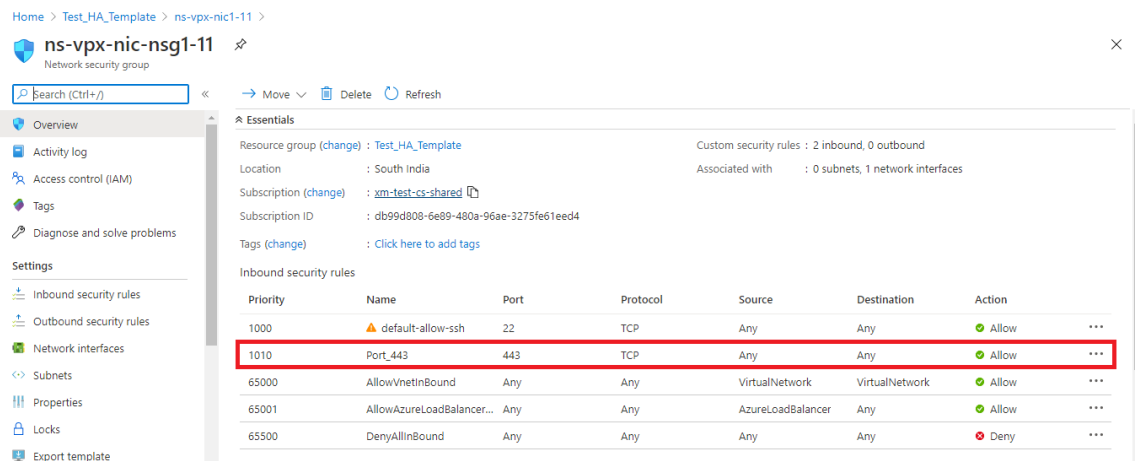 Home > Test_HA_Template > ns-vpx-nic1-11 >
ns-vpx-nic-nsg1-11
Network security group
Search (Ctrl+/)
«
Overview
Activity log
Access control (IAM)
Tags
Diagnose and solve problems
Settings
Inbound security rules
Outbound security rules
Network interfaces
Subnets
Properties
Locks
Export template
Move Delete Refresh
Essentials
Resource group (change) : Test_HA_Template
Location : South India
Subscription (change) : xm-test-cs-shared
Subscription ID : db99d808-6e89-480a-96ae-3275fe61eed4
Tags (change) : Click here to add tags
Custom security rules : 2 inbound, 0 outbound
Associated with : 0 subnets, 1 network interfaces
Inbound security rules
Priority Name Port Protocol Source Destination Action
1000 default-allow-ssh 22 TCP Any Any Allow ...
1010 Port_443 443 TCP Any Any Allow ...
65000 AllowVnetInBound Any Any VirtualNetwork VirtualNetwork Allow ...
65001 AllowAzureLoadBalancer... Any Any AzureLoadBalancer Any Allow ...
65500 DenyAllInBound Any Any Any Any Deny ...